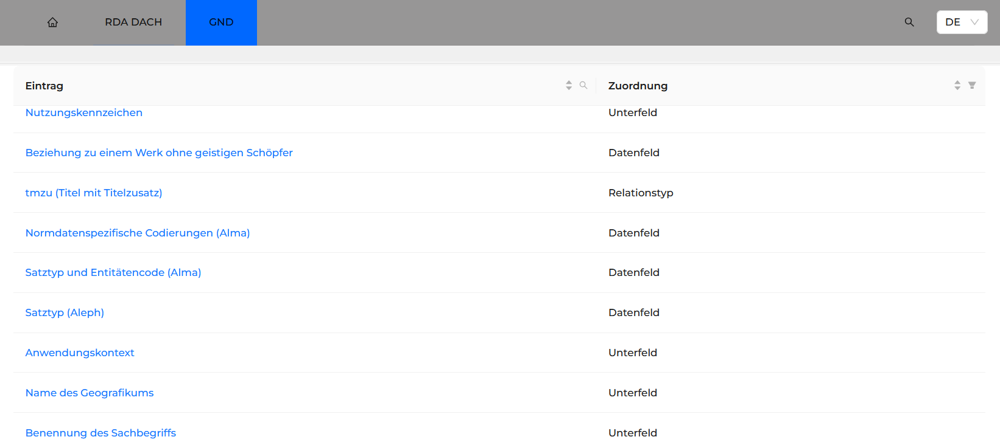 RDA DACH GND DE
Eintrag Zuordnung
Nutzungskennzeichen Unterfeld
Beziehung zu einem Werk ohne geistigen Schöpfer Datenfeld
tmzu (Titel mit Titelzusatz) Relationstyp
Normdatenspezifische Codierungen (Alma) Datenfeld
Satztyp und Entitätencode (Alma) Datenfeld
Satztyp (Aleph) Datenfeld
Anwendungskontext Unterfeld
Name des Geografikums Unterfeld
Benennung des Sachbegriffs Unterfeld